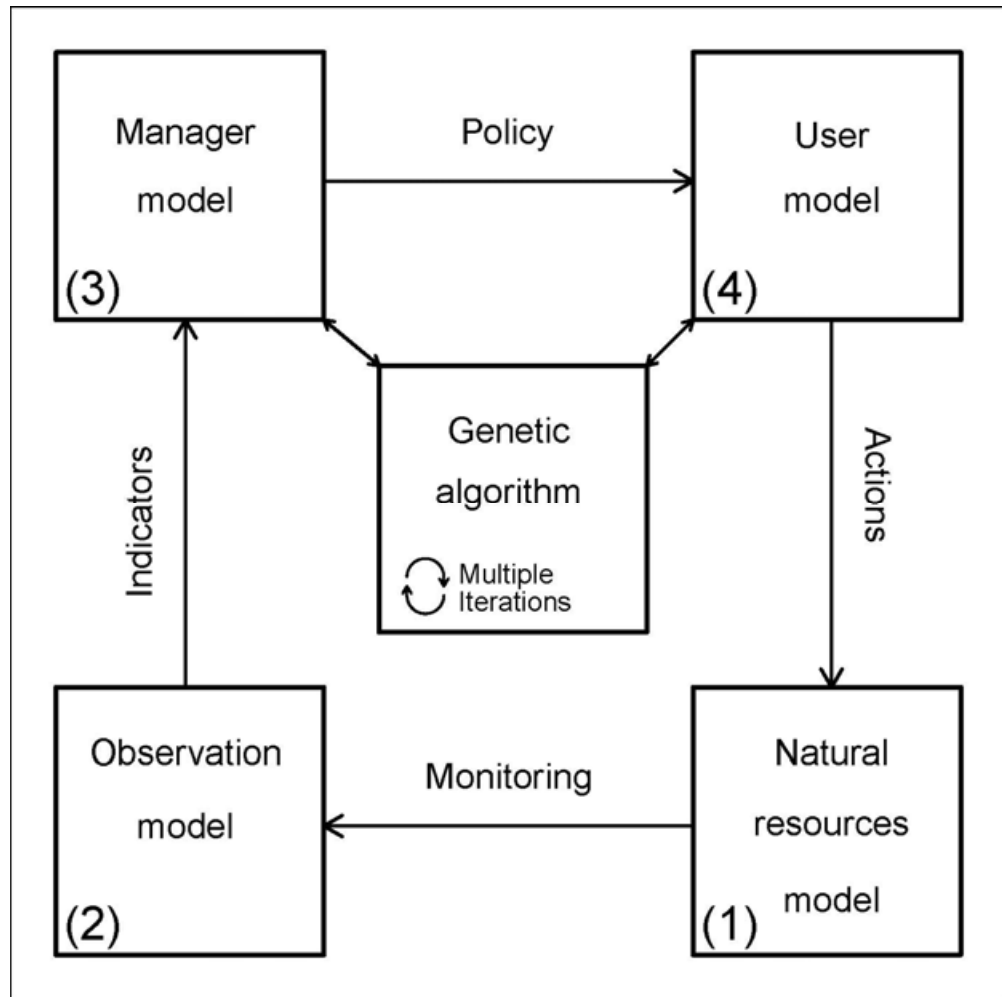 Manager
model
(3)
Policy
User
model
(4)
Genetic
algorithm
Multiple
Iterations
Indicators
Actions
Observation
model
(2)
Monitoring
Natural
resources
model
(1)